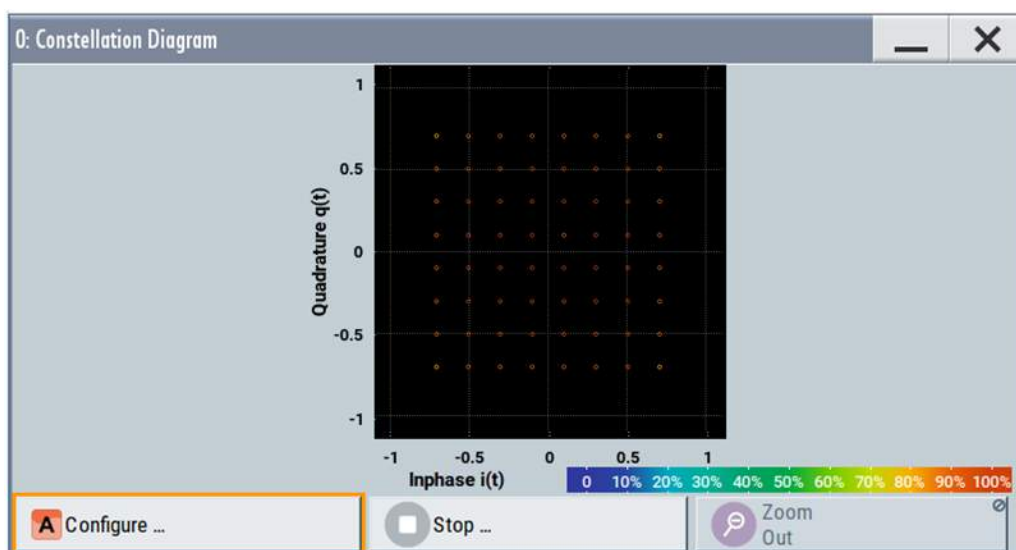 0: Constellation Diagram
1
0.5
0
-0.5
-1
Quadrature q(t)
-1 -0.5 0 0.5 1
Inphase i(t)
0 10% 20% 30% 40% 50% 60% 70% 80% 90% 100%
A Configure ...
Stop ...
Zoom
Out